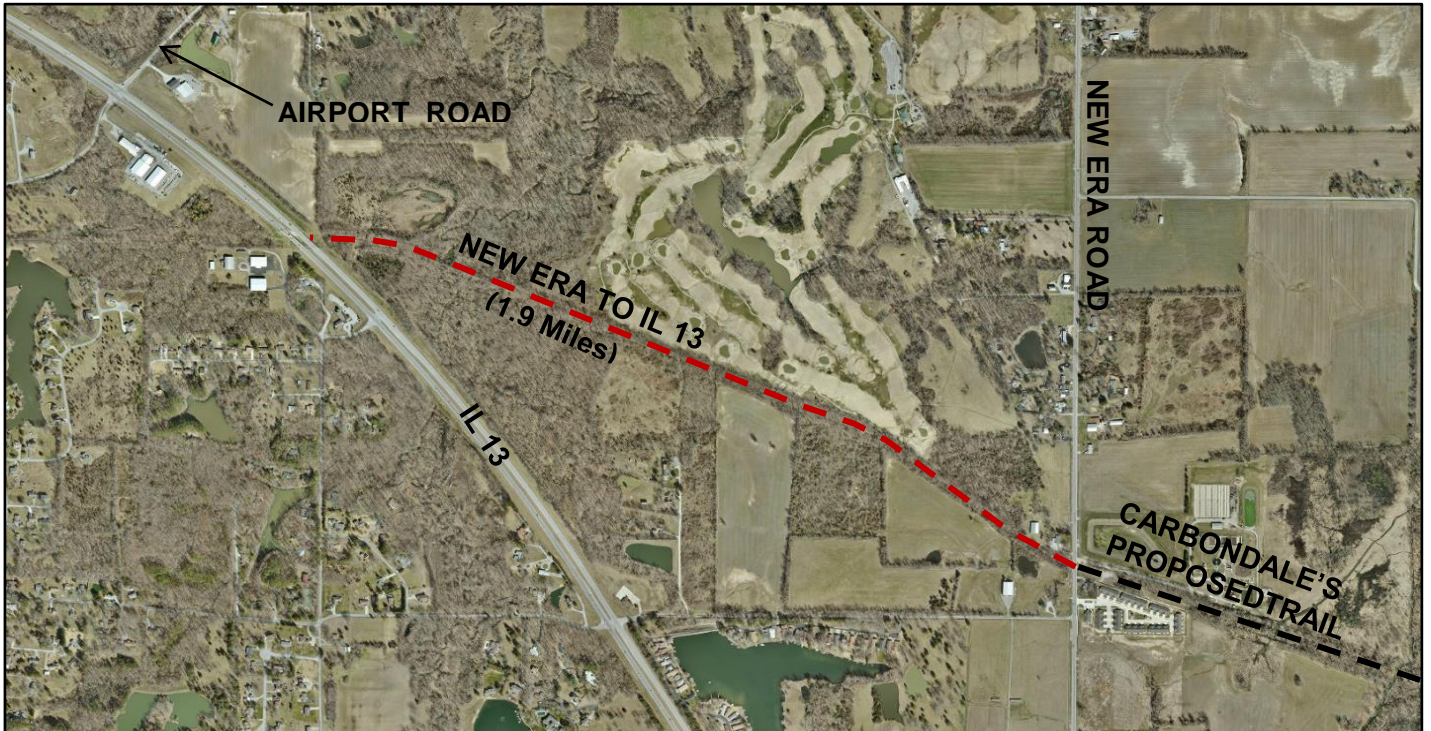 AIRPORT ROAD
NEW ERA ROAD
NEW ERA TO IL 13
(1.9 Miles)
IL 13
CARBONDALE'S
PROPOSEDTRAIL